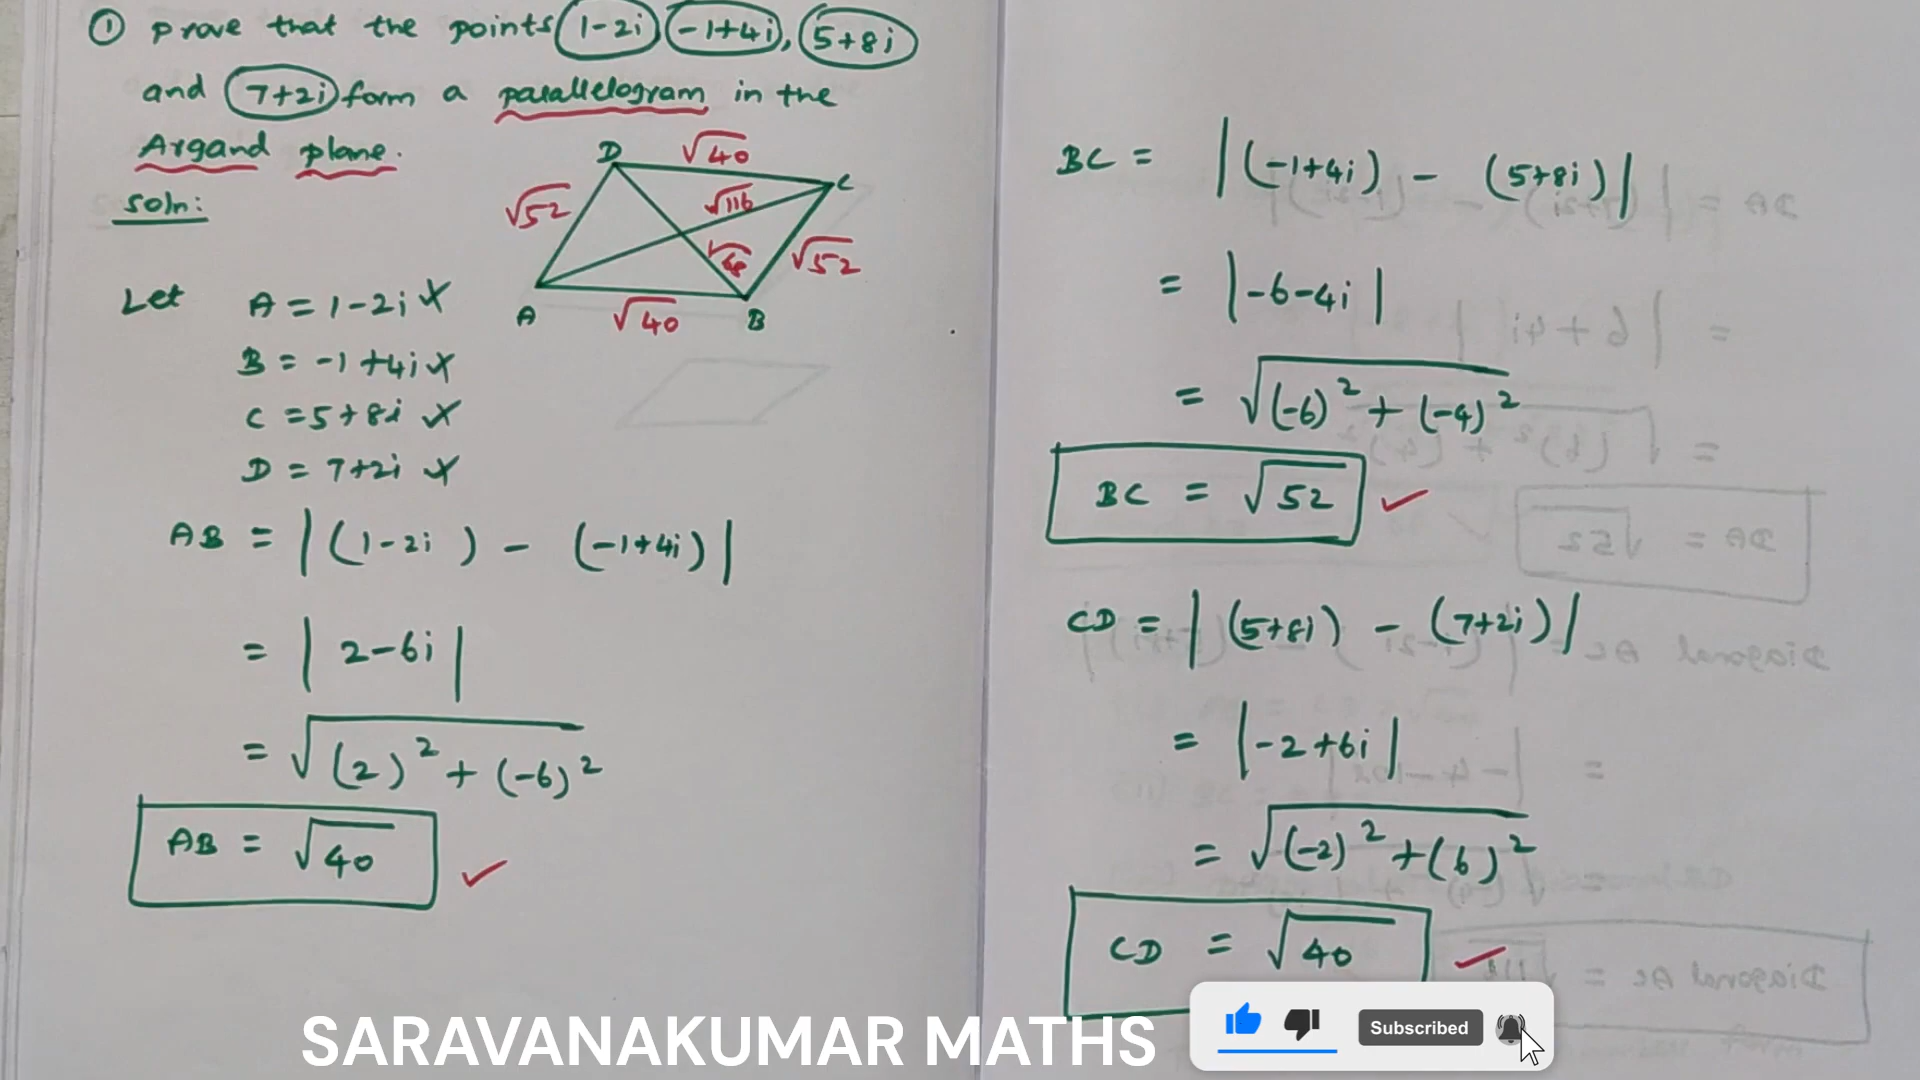 ① prove that the points 1-2i, -1+4i, 5+8i
and 7+2i form a parallelogram in the
Argand plane.
soln:
D √40 C
√52 √116
√52
A √40 B
Let A = 1-2i
B = -1+4i
C = 5+8i
D = 7+2i
AB = |(1-2i) - (-1+4i)|
= |2-6i|
= √(2)² + (-6)²
AB = √40 ✓
BC = |(-1+4i) - (5+8i)|
= |-6-4i|
= √(-6)² + (-4)²
BC = √52 ✓
CD = |(5+8i) - (7+2i)|
= |-2+6i|
= √(-2)² + (6)²
CD = √40 ✓
SARAVANAKUMAR MATHS
Subscribed